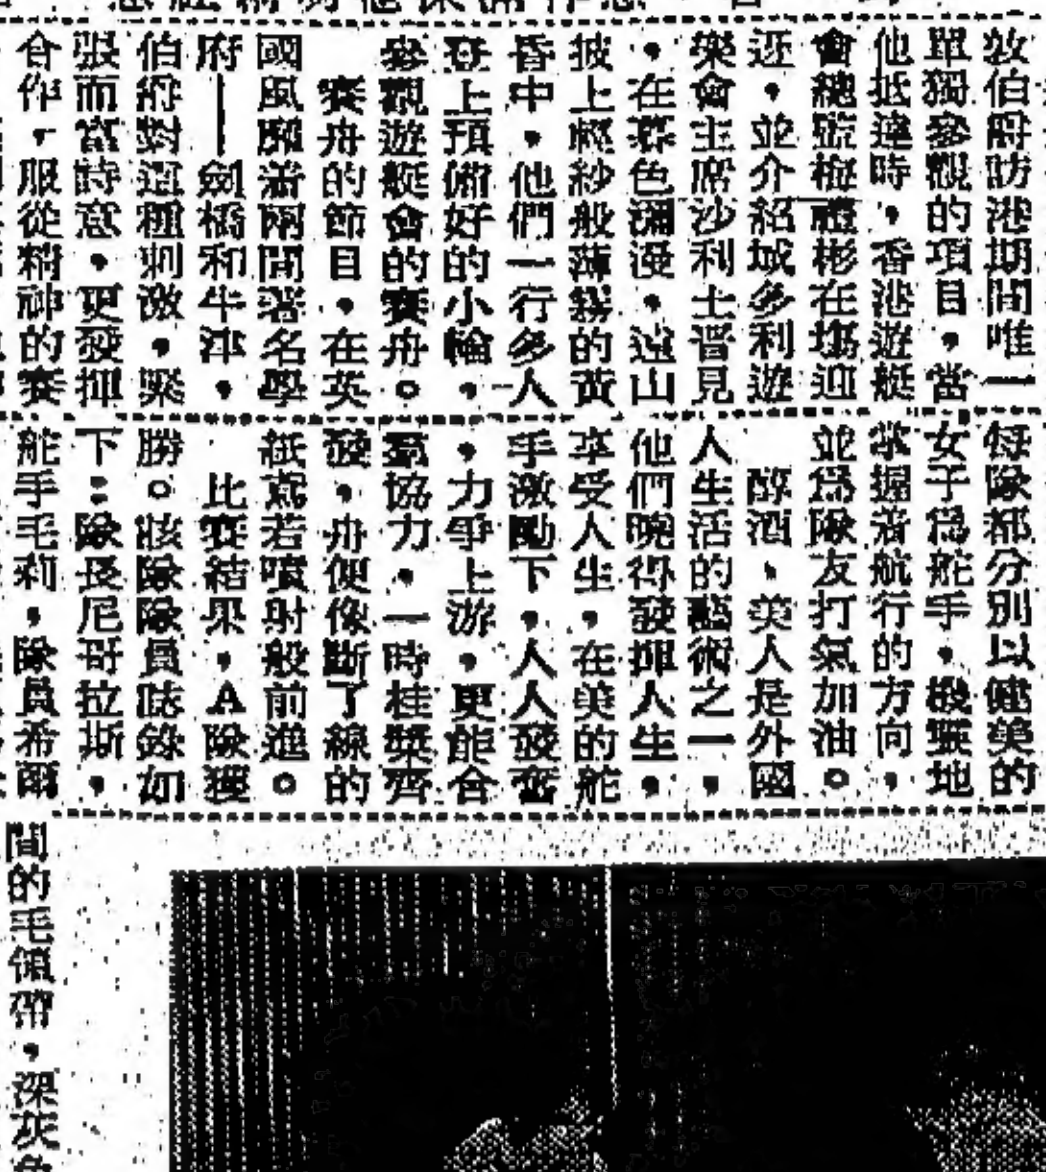 敦伯爵訪港期間唯一
單獨參觀的項目，當
他抵達時，香港遊艇
會總監梅禮彬在塲迎
迓，並介紹城多利遊
樂會主席沙利士晋見
，在暮色瀰漫，遠山
披上輕紗般薄霧的黃
昏中，他們一行多人
登上預備好的小輪，
參觀遊艇會的賽舟。
賽舟的節目，在英
國風靡着兩間著名學
府—劍橋和牛津，
伯爵對這種刺激，緊
張而富詩意，更發揮
合作，服從精神的賽
每隊都分別以健美的
女子爲舵手，機靈地
掌握着航行的方向，
並爲隊友打氣加油。
醇酒、美人是外國
人生活的藝術之一，
他們曉得發揮人生，
享受人生，在美的舵
手激勵下，人人發奮
，力爭上游，更能合
羣協力，一時桂槳齊
發，舟便像斷了線的
紙鳶若噴射般前進。
比賽結果，A隊獲
勝。該隊隊員誌錄如
下：隊長尼哥拉斯，
舵手毛莉，隊員希爾
間的毛領帶，深灰色